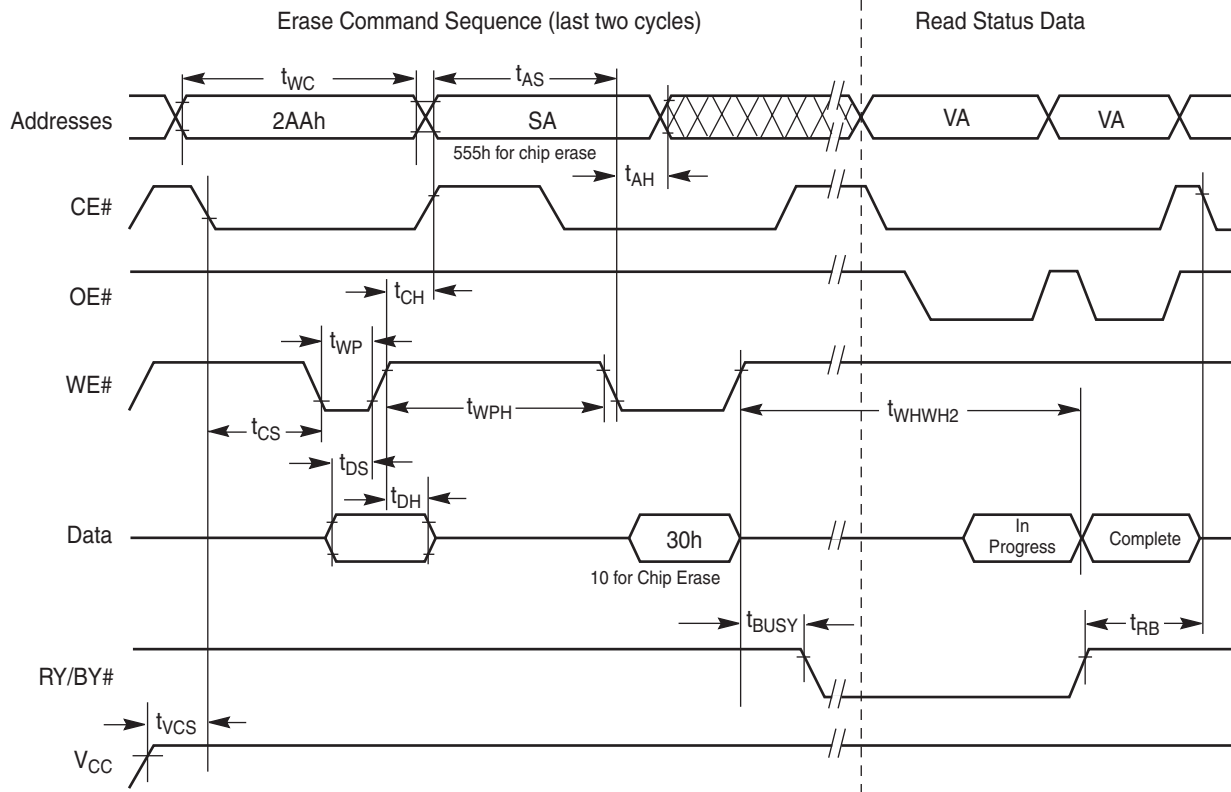 Erase Command Sequence (last two cycles)
Read Status Data
tWC
tAS
Addresses
2AAh
SA
VA
VA
555h for chip erase
tAH
CE#
tCH
OE#
tWP
WE#
tWPH
tWHWH2
tCS
tDS
tDH
Data
30h
In
Progress
Complete
10 for Chip Erase
tBUSY
tRB
RY/BY#
tVCS
VCC